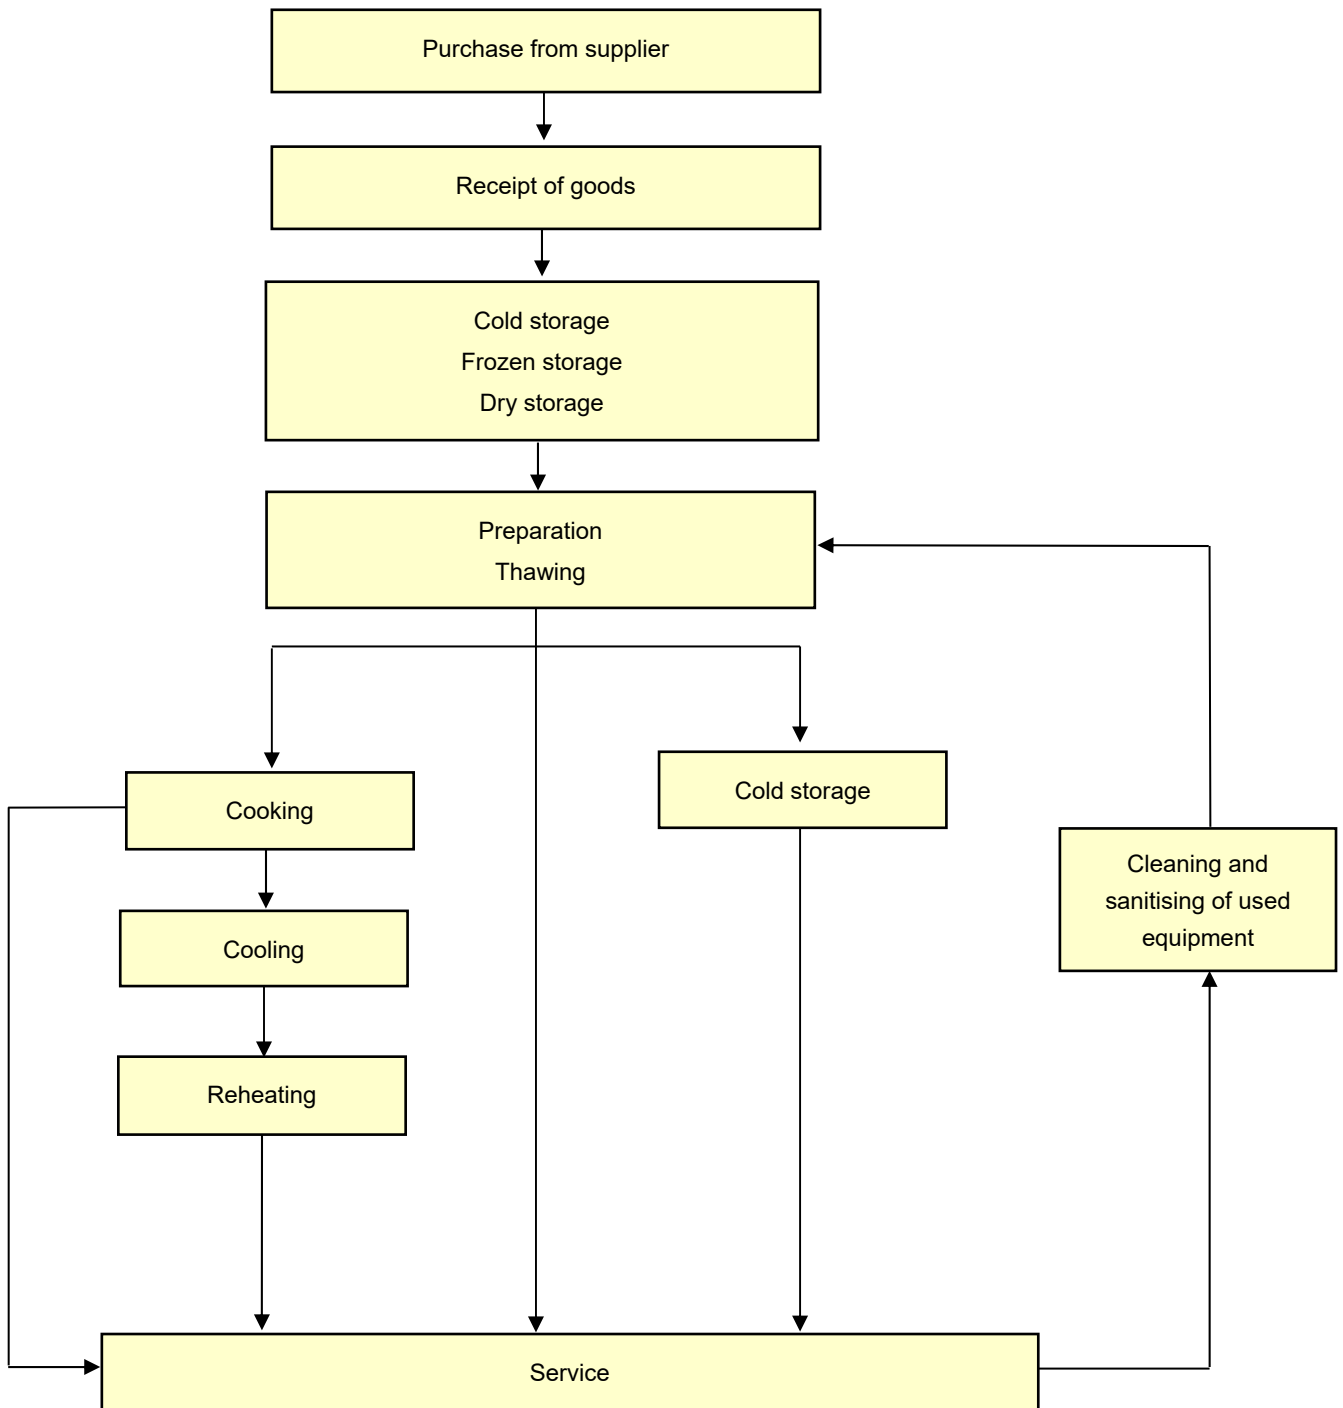 Purchase from supplier
Receipt of goods
Cold storage
Frozen storage
Dry storage
Preparation
Thawing
Cooking
Cold storage
Cleaning and
sanitising of used
equipment
Cooling
Reheating
Service